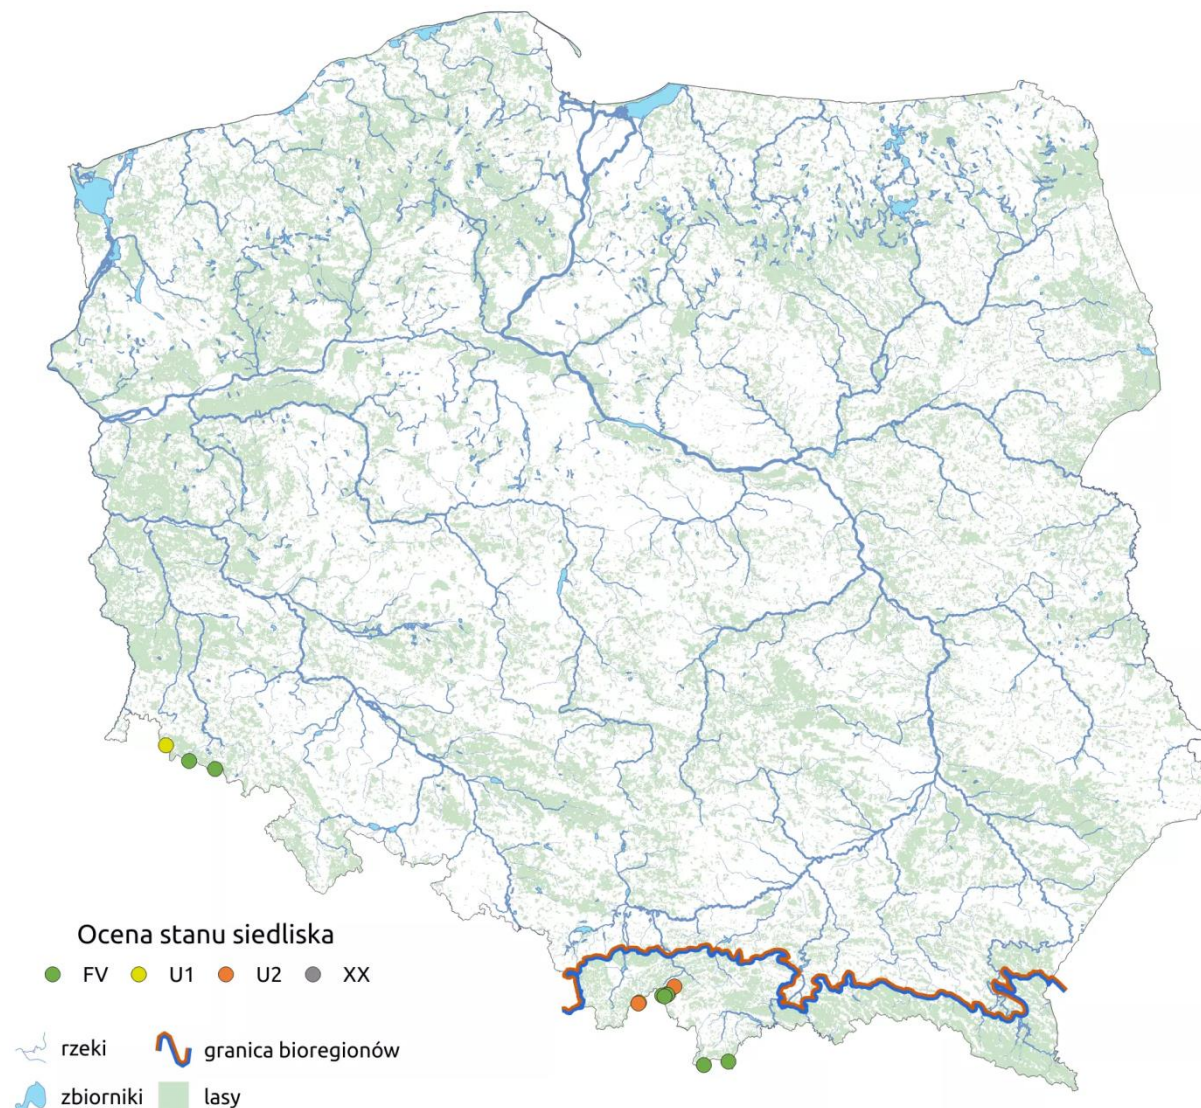 Ocena stanu siedliska
FV U1 U2 XX
rzeki granica bioregionów
zbiorniki lasy